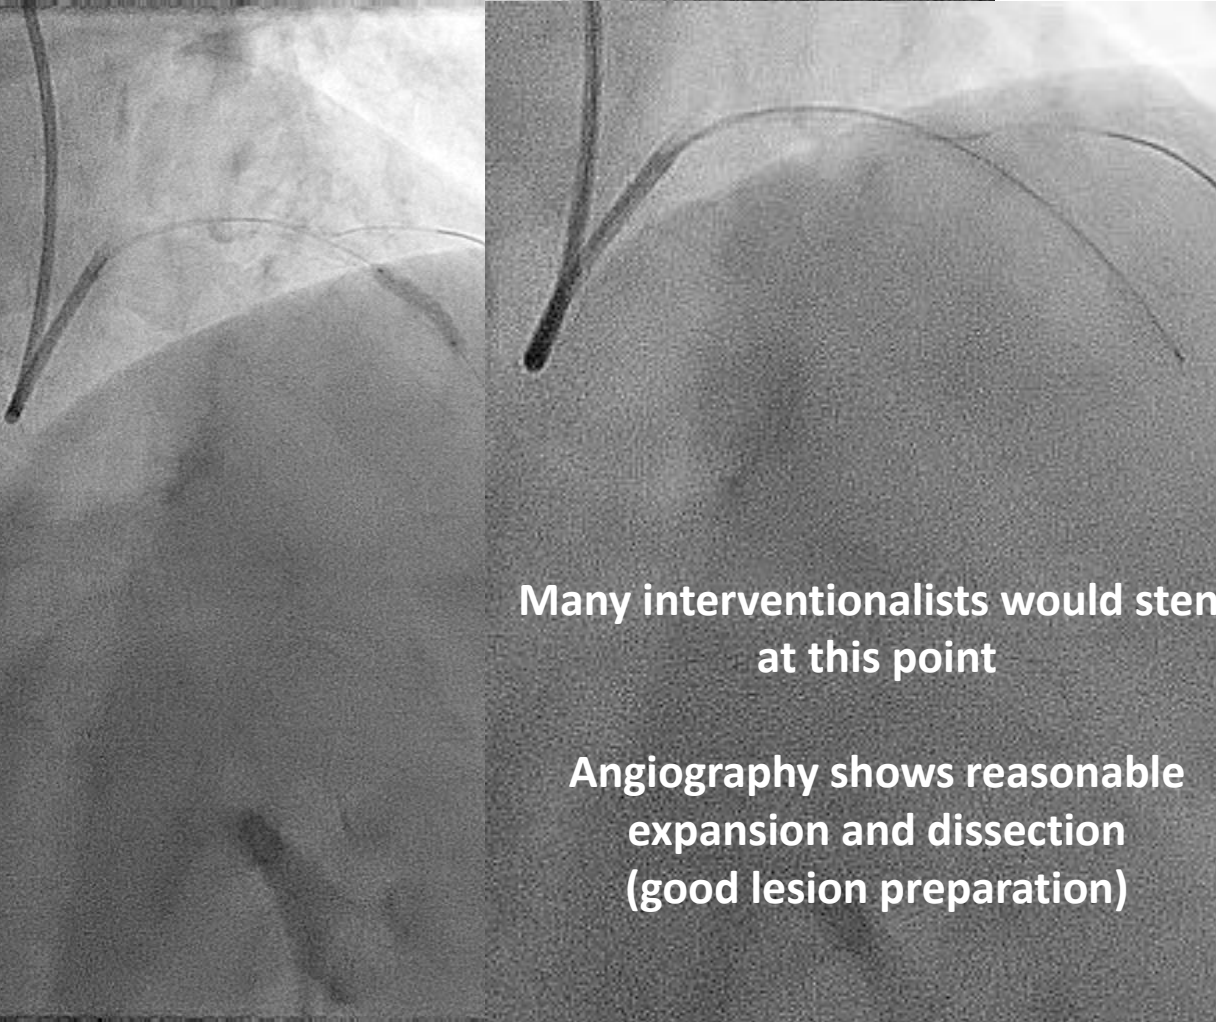 Many interventionalists would sten
at this point
Angiography shows reasonable
expansion and dissection
(good lesion preparation)